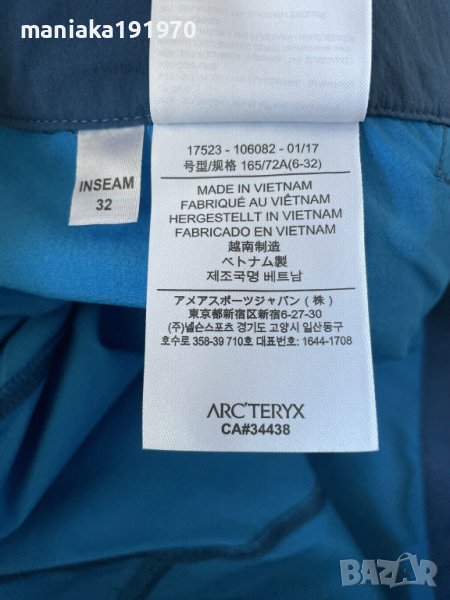 maniaka191970
INSEAM
32
17523 - 106082 - 01/17
号型/规格 165/72A(6-32)
MADE IN VIETNAM
FABRIQUÉ AU VIÊTNAM
HERGESTELLT IN VIETNAM
FABRICADO EN VIETNAM
越南制造
ベトナム製
제조국명 베트남
アメアスポーツジャパン（株）
東京都新宿区新宿6-27-30
(주)넬슨스포츠 경기도 고양시 일산동구
호수로 358-39 710호 대표번호: 1644-1708
ARC'TERYX
CA#34438
BAZAR